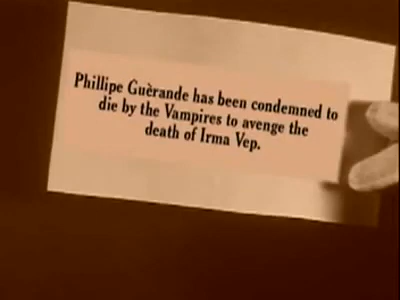 Phillipe Guèrande has been condemned to
die by the Vampires to avenge the
death of Irma Vep.